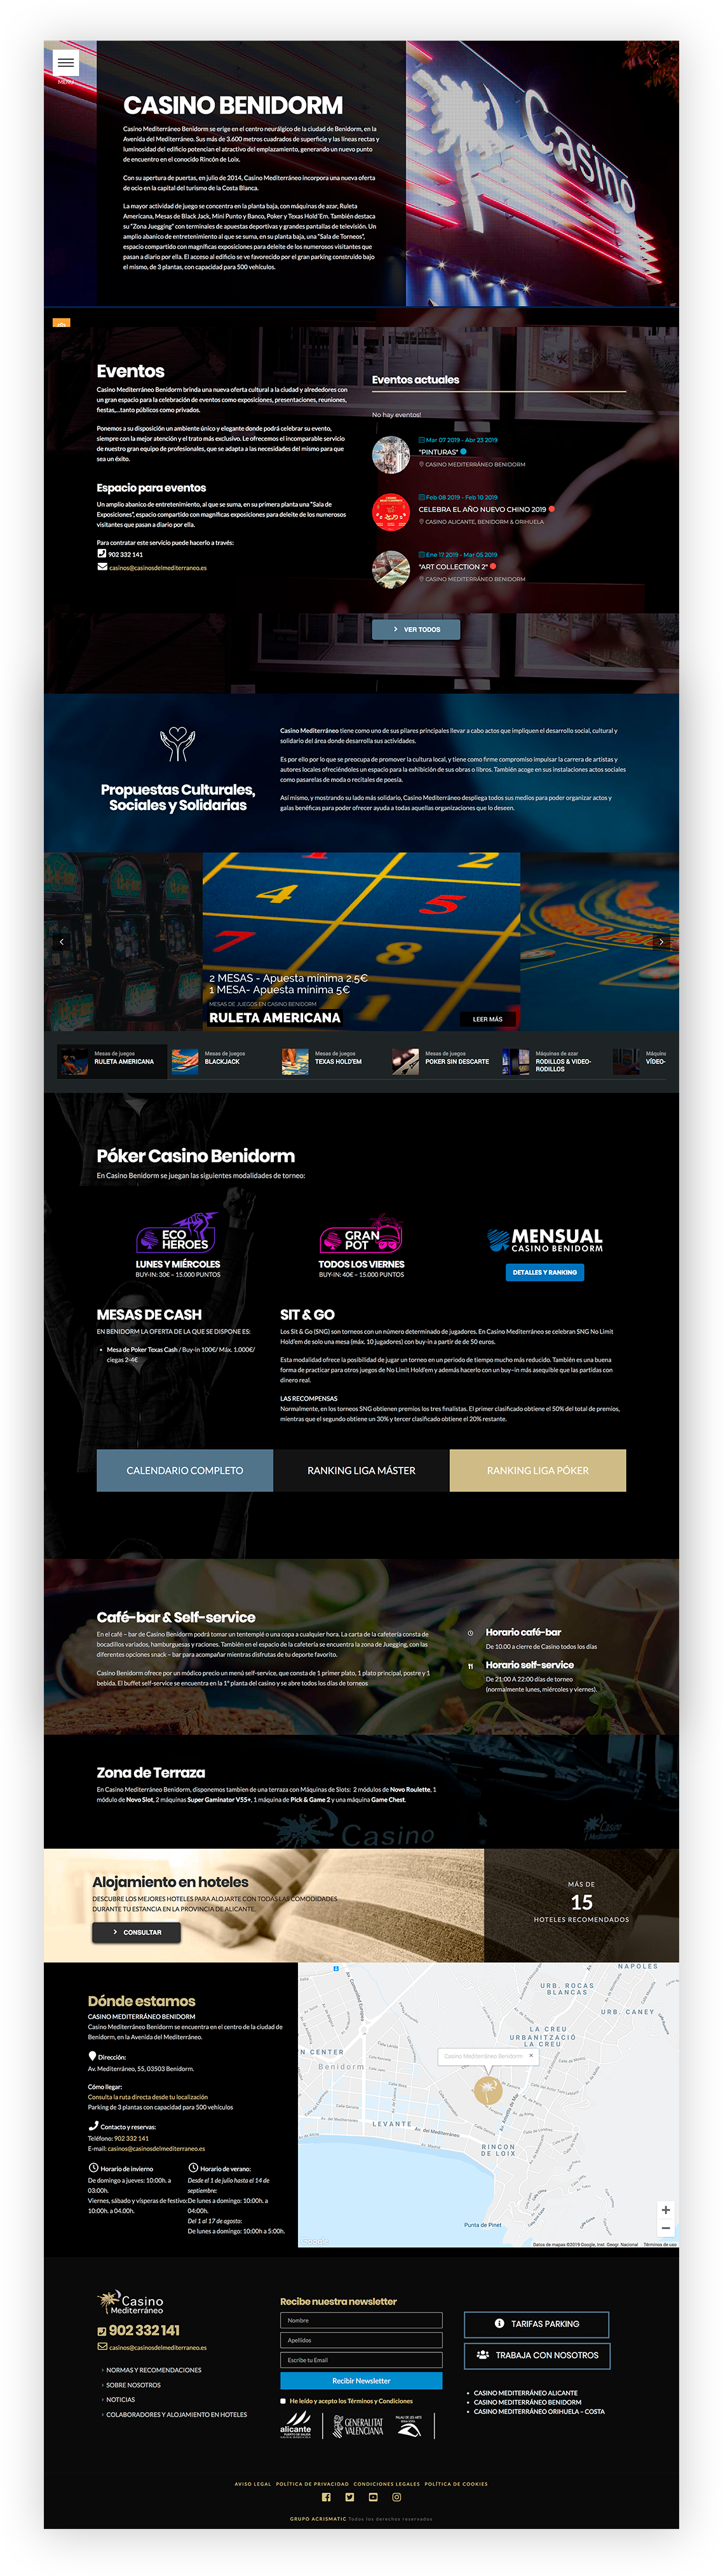 MENÚ
CASINO BENIDORM
Casino Mediterráneo Benidorm se erige en el centro neurálgico de la ciudad de Benidorm, en la
Avenida del Mediterráneo. Sus más de 3.600 metros cuadrados de superficie y las líneas rectas y
luminosidad del edificio potencian el atractivo del emplazamiento, generando un nuevo punto
de encuentro en el conocido Rincón de Loix.
Con su apertura de puertas, en julio de 2014, Casino Mediterráneo incorpora una nueva oferta
de ocio en la capital del turismo de la Costa Blanca.
La mayor actividad de juego se concentra en la planta baja, con máquinas de azar, Ruleta
Americana, Mesas de Black Jack, Mini Punto y Banco, Poker y Texas Hold'Em. También destaca
su "Zona Juegging" con terminales de apuestas deportivas y grandes pantallas de televisión. Un
amplio abanico de entretenimiento al que se suma, en su planta baja, una "Sala de Torneos",
espacio compartido con magníficas exposiciones para deleite de los numerosos visitantes que
pasan a diario por ella. El acceso al edificio se ve favorecido por el gran parking construido bajo
el mismo, de 3 plantas, con capacidad para 500 vehículos.
Casino
Eventos
Casino Mediterráneo Benidorm brinda una nueva oferta cultural a la ciudad y alrededores con
un gran espacio para la celebración de eventos como exposiciones, presentaciones, reuniones,
fiestas,...tanto públicos como privados.
Ponemos a su disposición un ambiente único y elegante donde podrá celebrar su evento,
siempre con la mejor atención y el trato más exclusivo. Le ofrecemos el incomparable servicio
de nuestro gran equipo de profesionales, que se adapta a las necesidades del mismo para que
sea un éxito.
Espacio para eventos
Un amplio abanico de entretenimiento, al que se suma, en su primera planta una "Sala de
Exposiciones", espacio compartido con magníficas exposiciones para deleite de los numerosos
visitantes que pasan a diario por ella.
Para contratar este servicio puede hacerlo a través:
902 332 141
casinos@casinosdelmediterraneo.es
Eventos actuales
No hay eventos!
Mar 07 2019 - Abr 23 2019
"PINTURAS"
CASINO MEDITERRÁNEO BENIDORM
Feb 08 2019 - Feb 10 2019
CELEBRA EL AÑO NUEVO CHINO 2019
CASINO ALICANTE, BENIDORM & ORIHUELA
Ene 17 2019 - Mar 05 2019
"ART COLLECTION 2"
CASINO MEDITERRÁNEO BENIDORM
VER TODOS
Propuestas Culturales,
Sociales y Solidarias
Casino Mediterráneo tiene como uno de sus pilares principales llevar a cabo actos que impliquen el desarrollo social, cultural y
solidario del área donde desarrolla sus actividades.
Es por ello por lo que se preocupa de promover la cultura local, y tiene como firme compromiso impulsar la carrera de artistas y
autores locales ofreciéndoles un espacio para la exhibición de sus obras o libros. También acoge en sus instalaciones actos sociales
como pasarelas de moda o recitales de poesía.
Así mismo, y mostrando su lado más solidario, Casino Mediterráneo despliega todos sus medios para poder organizar actos y
galas benéficas para poder ofrecer ayuda a todas aquellas organizaciones que lo deseen.
2
4
5
7
8
2 MESAS - Apuesta mínima 2,5€
1 MESA- Apuesta mínima 5€
MESAS DE JUEGOS EN CASINO BENIDORM
RULETA AMERICANA
LEER MÁS
Mesas de juegos
RULETA AMERICANA
Mesas de juegos
BLACKJACK
Mesas de juegos
TEXAS HOLD'EM
Mesas de juegos
POKER SIN DESCARTE
Máquinas de azar
RODILLOS & VIDEO-
RODILLOS
Máquina
VÍDEO-
Póker Casino Benidorm
En Casino Benidorm se juegan las siguientes modalidades de torneo:
ECO
HEROES
LUNES Y MIÉRCOLES
BUY-IN: 30€ – 15.000 PUNTOS
GRAN
POT
TODOS LOS VIERNES
BUY-IN: 40€ – 15.000 PUNTOS
MENSUAL
CASINO BENIDORM
DETALLES Y RANKING
MESAS DE CASH
EN BENIDORM LA OFERTA DE LA QUE SE DISPONE ES:
• Mesa de Poker Texas Cash / Buy-in 100€/ Máx. 1.000€/
ciegas 2-4€
SIT & GO
Los Sit & Go (SNG) son torneos con un número determinado de jugadores. En Casino Mediterráneo se celebran SNG No Limit
Hold'em de solo una mesa (máx. 10 jugadores) con buy-in a partir de de 50 euros.
Esta modalidad ofrece la posibilidad de jugar un torneo en un periodo de tiempo mucho más reducido. También es una buena
forma de practicar para otros juegos de No Limit Hold'em y además hacerlo con un buy–in más asequible que las partidas con
dinero real.
LAS RECOMPENSAS
Normalmente, en los torneos SNG obtienen premios los tres finalistas. El primer clasificado obtiene el 50% del total de premios,
mientras que el segundo obtiene un 30% y tercer clasificado obtiene el 20% restante.
CALENDARIO COMPLETO
RANKING LIGA MÁSTER
RANKING LIGA PÓKER
Café-bar & Self-service
En el café – bar de Casino Benidorm podrá tomar un tentempié o una copa a cualquier hora. La carta de la cafetería consta de
bocadillos variados, hamburguesas y raciones. También en el espacio de la cafetería se encuentra la zona de Juegging, con las
diferentes opciones snack – bar para acompañar mientras disfrutas de tu deporte favorito.
Casino Benidorm ofrece por un módico precio un menú self-service, que consta de 1 primer plato, 1 plato principal, postre y 1
bebida. El buffet self-service se encuentra en la 1ª planta del casino y se abre todos los días de torneos
Horario café-bar
De 10.00 a cierre de Casino todos los días
Horario self-service
De 21:00 A 22:00 días de torneo
(normalmente lunes, miércoles y viernes).
Zona de Terraza
En Casino Mediterráneo Benidorm, disponemos tambien de una terraza con Máquinas de Slots: 2 módulos de Novo Roulette, 1
módulo de Novo Slot, 2 máquinas Super Gaminator V55+, 1 máquina de Pick & Game 2 y una máquina Game Chest.
Casino
Casino
Mediterráneo
Alojamiento en hoteles
DESCUBRE LOS MEJORES HOTELES PARA ALOJARTE CON TODAS LAS COMODIDADES
DURANTE TU ESTANCIA EN LA PROVINCIA DE ALICANTE.
CONSULTAR
MÁS DE
15
HOTELES RECOMENDADOS
Dónde estamos
CASINO MEDITERRÁNEO BENIDORM
Casino Mediterráneo Benidorm se encuentra en el centro de la ciudad de
Benidorm, en la Avenida del Mediterráneo.
Dirección:
Av. Mediterráneo, 55, 03503 Benidorm.
Cómo llegar:
Consulta la ruta directa desde tu localización
Parking de 3 plantas con capacidad para 500 vehículos
Contacto y reservas:
Teléfono: 902 332 141
E-mail: casinos@casinosdelmediterraneo.es
Horario de invierno
De domingo a jueves: 10:00h. a
03:00h.
Viernes, sábado y vísperas de festivo:
10:00h. a 04:00h.
Horario de verano:
Desde el 1 de julio hasta el 14 de
septiembre:
De lunes a domingo: 10:00h. a
04:00h.
Del 1 al 17 de agosto:
De lunes a domingo: 10:00h a 5:00h.
NAPOLES
URB. ROCAS
BLANCAS
URB. CANEY
LA CREU
URBANITZACIÓ
LA CREU
N CENTER
Benidorm
Casino Mediterráneo Benidorm
LEVANTE
RINCON
DE LOIX
Punta de Pinet
Google
Datos de mapas ©2019 Google, Inst. Geogr. Nacional
Términos de uso
Casino
Mediterráneo
902 332 141
casinos@casinosdelmediterraneo.es
NORMAS Y RECOMENDACIONES
SOBRE NOSOTROS
NOTICIAS
COLABORADORES Y ALOJAMIENTO EN HOTELES
Recibe nuestra newsletter
Nombre
Apellidos
Escribe tu Email
Recibir Newsletter
He leído y acepto los Términos y Condiciones
alicante
GENERALITAT
VALENCIANA
PALAU DE LES ARTS
TARIFAS PARKING
TRABAJA CON NOSOTROS
• CASINO MEDITERRÁNEO ALICANTE
• CASINO MEDITERRÁNEO BENIDORM
• CASINO MEDITERRÁNEO ORIHUELA – COSTA
AVISO LEGAL POLÍTICA DE PRIVACIDAD CONDICIONES LEGALES POLÍTICA DE COOKIES
GRUPO ACRISMATIC Todos los derechos reservados